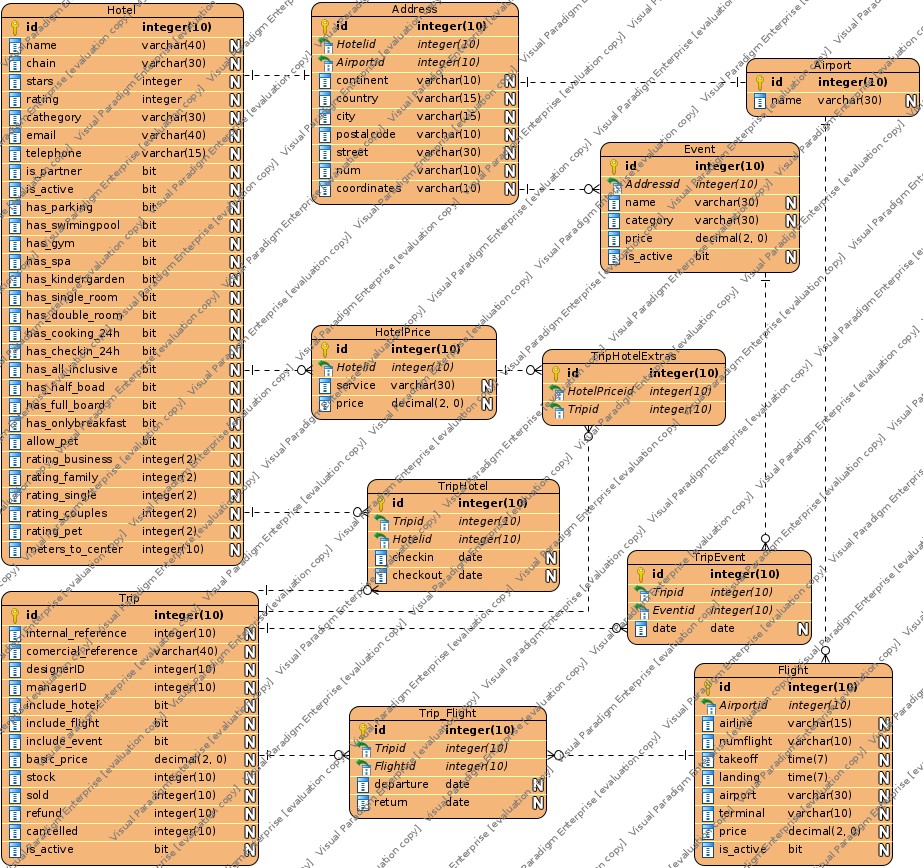 Hotel
id integer(10)
name varchar(40) N
chain varchar(30) N
stars integer N
rating integer N
cathegory varchar(30) N
email varchar(40) N
telephone varchar(15) N
is_partner bit N
is_active bit N
has_parking bit N
has_swimingpool bit N
has_gym bit N
has_spa bit N
has_kindergarden bit N
has_single_room bit N
has_double_room bit N
has_cooking_24h bit N
has_checkin_24h bit N
has_all_inclusive bit N
has_half_boad bit N
has_full_board bit N
has_onlybreakfast bit N
allow_pet bit N
rating_business integer(2) N
rating_family integer(2) N
rating_single integer(2) N
rating_couples integer(2) N
rating_pet integer(2) N
meters_to_center integer(10) N
Address
id integer(10)
Hotelid integer(10)
Airportid integer(10)
continent varchar(10) N
country varchar(15) N
city varchar(15) N
postalcode varchar(10) N
street varchar(30) N
num varchar(10) N
coordinates varchar(10) N
Airport
id integer(10)
name varchar(30) N
Event
id integer(10)
Addressid integer(10)
name varchar(30) N
category varchar(30) N
price decimal(2, 0)
is_active bit N
HotelPrice
id integer(10)
Hotelid integer(10)
service varchar(30) N
price decimal(2, 0) N
TripHotelExtras
id integer(10)
HotelPriceid integer(10)
Tripid integer(10)
TripHotel
id integer(10)
Tripid integer(10)
Hotelid integer(10)
checkin date N
checkout date N
TripEvent
id integer(10)
Tripid integer(10)
Eventid integer(10)
date date N
Trip
id integer(10)
internal_reference integer(10) N
comercial_reference varchar(40) N
designerID integer(10) N
managerID integer(10) N
include_hotel bit N
include_flight bit N
include_event bit N
basic_price decimal(2, 0) N
stock integer(10) N
sold integer(10) N
refund integer(10) N
cancelled integer(10) N
is_active bit N
Trip_Flight
id integer(10)
Tripid integer(10)
Flightid integer(10)
departure date N
return date N
Flight
id integer(10)
Airportid integer(10)
airline varchar(15) N
numflight varchar(10) N
takeoff time(7) N
landing time(7) N
airport varchar(30) N
terminal varchar(10) N
price decimal(2, 0) N
is_active bit N
Visual Paradigm Enterprise [evaluation copy]